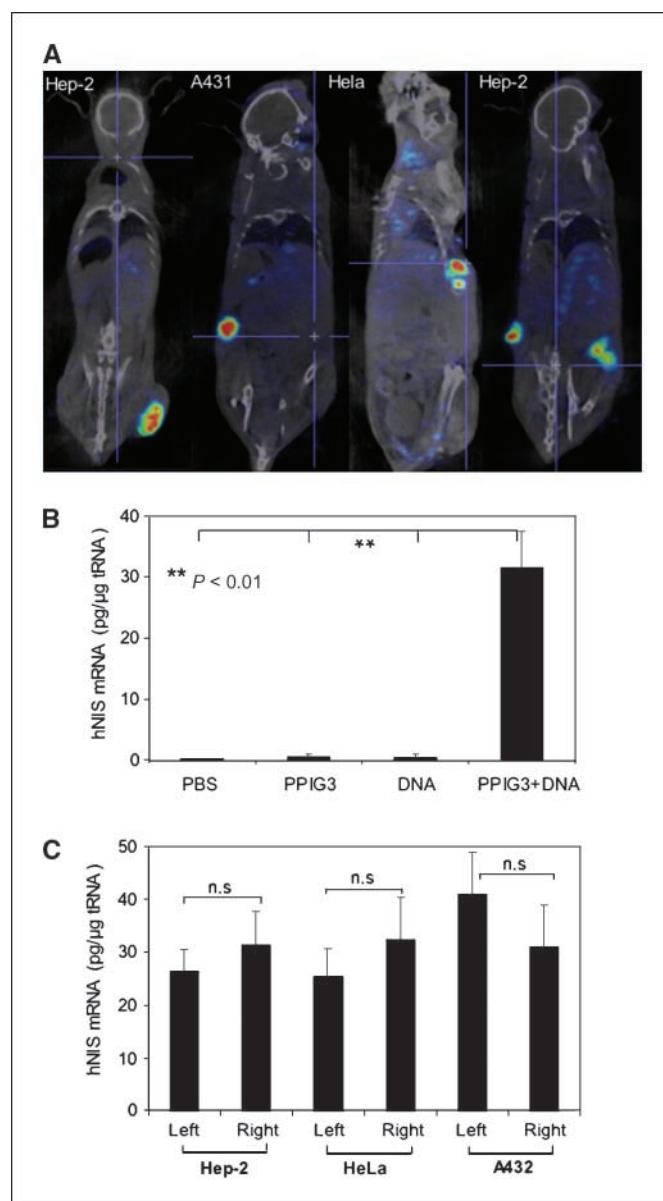 A
Hep-2 A431 Hela Hep-2
B
hNIS mRNA (pg/µg tRNA)
40
30
20
10
0
**
** P < 0.01
PBS PPIG3 DNA PPIG3+DNA
C
hNIS mRNA (pg/µg tRNA)
50
40
30
20
10
0
n.s n.s n.s
Left Right Left Right Left Right
Hep-2 HeLa A432